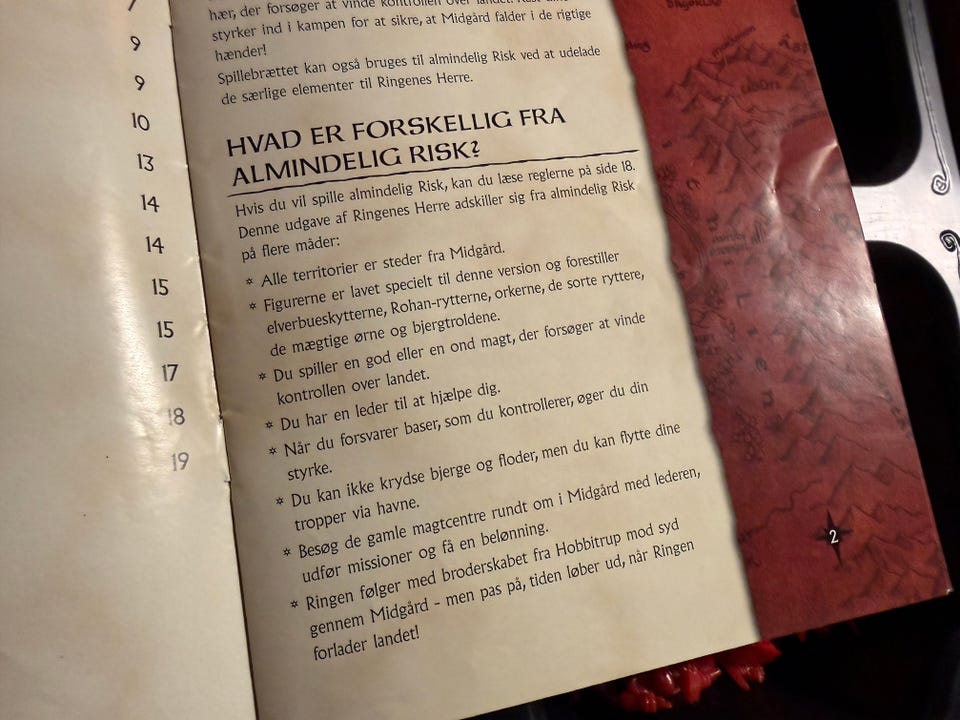 7
9
9
10
13
14
14
15
15
17
18
19
hær, der forsøger at vinde kontrollen over landet.
styrker ind i kampen for at sikre, at Midgård falder i de rigtige
hænder!
Spillebrættet kan også bruges til almindelig Risk ved at udelade
de særlige elementer til Ringenes Herre.
HVAD ER FORSKELLIG FRA
ALMINDELIG RISK?
Hvis du vil spille almindelig Risk, kan du læse reglerne på side 18.
Denne udgave af Ringenes Herre adskiller sig fra almindelig Risk
på flere måder:
* Alle territorier er steder fra Midgård.
* Figurerne er lavet specielt til denne version og forestiller
elverbueskytterne, Rohan-rytterne, orkerne, de sorte ryttere,
de mægtige ørne og bjergtroldene.
* Du spiller en god eller en ond magt, der forsøger at vinde
kontrollen over landet.
* Du har en leder til at hjælpe dig.
* Når du forsvarer baser, som du kontrollerer, øger du din
styrke.
* Du kan ikke krydse bjerge og floder, men du kan flytte dine
tropper via havne.
* Besøg de gamle magtcentre rundt om i Midgård med lederen,
udfør missioner og få en belønning.
* Ringen følger med broderskabet fra Hobbitrup mod syd
gennem Midgård - men pas på, tiden løber ud, når Ringen
forlader landet!
2